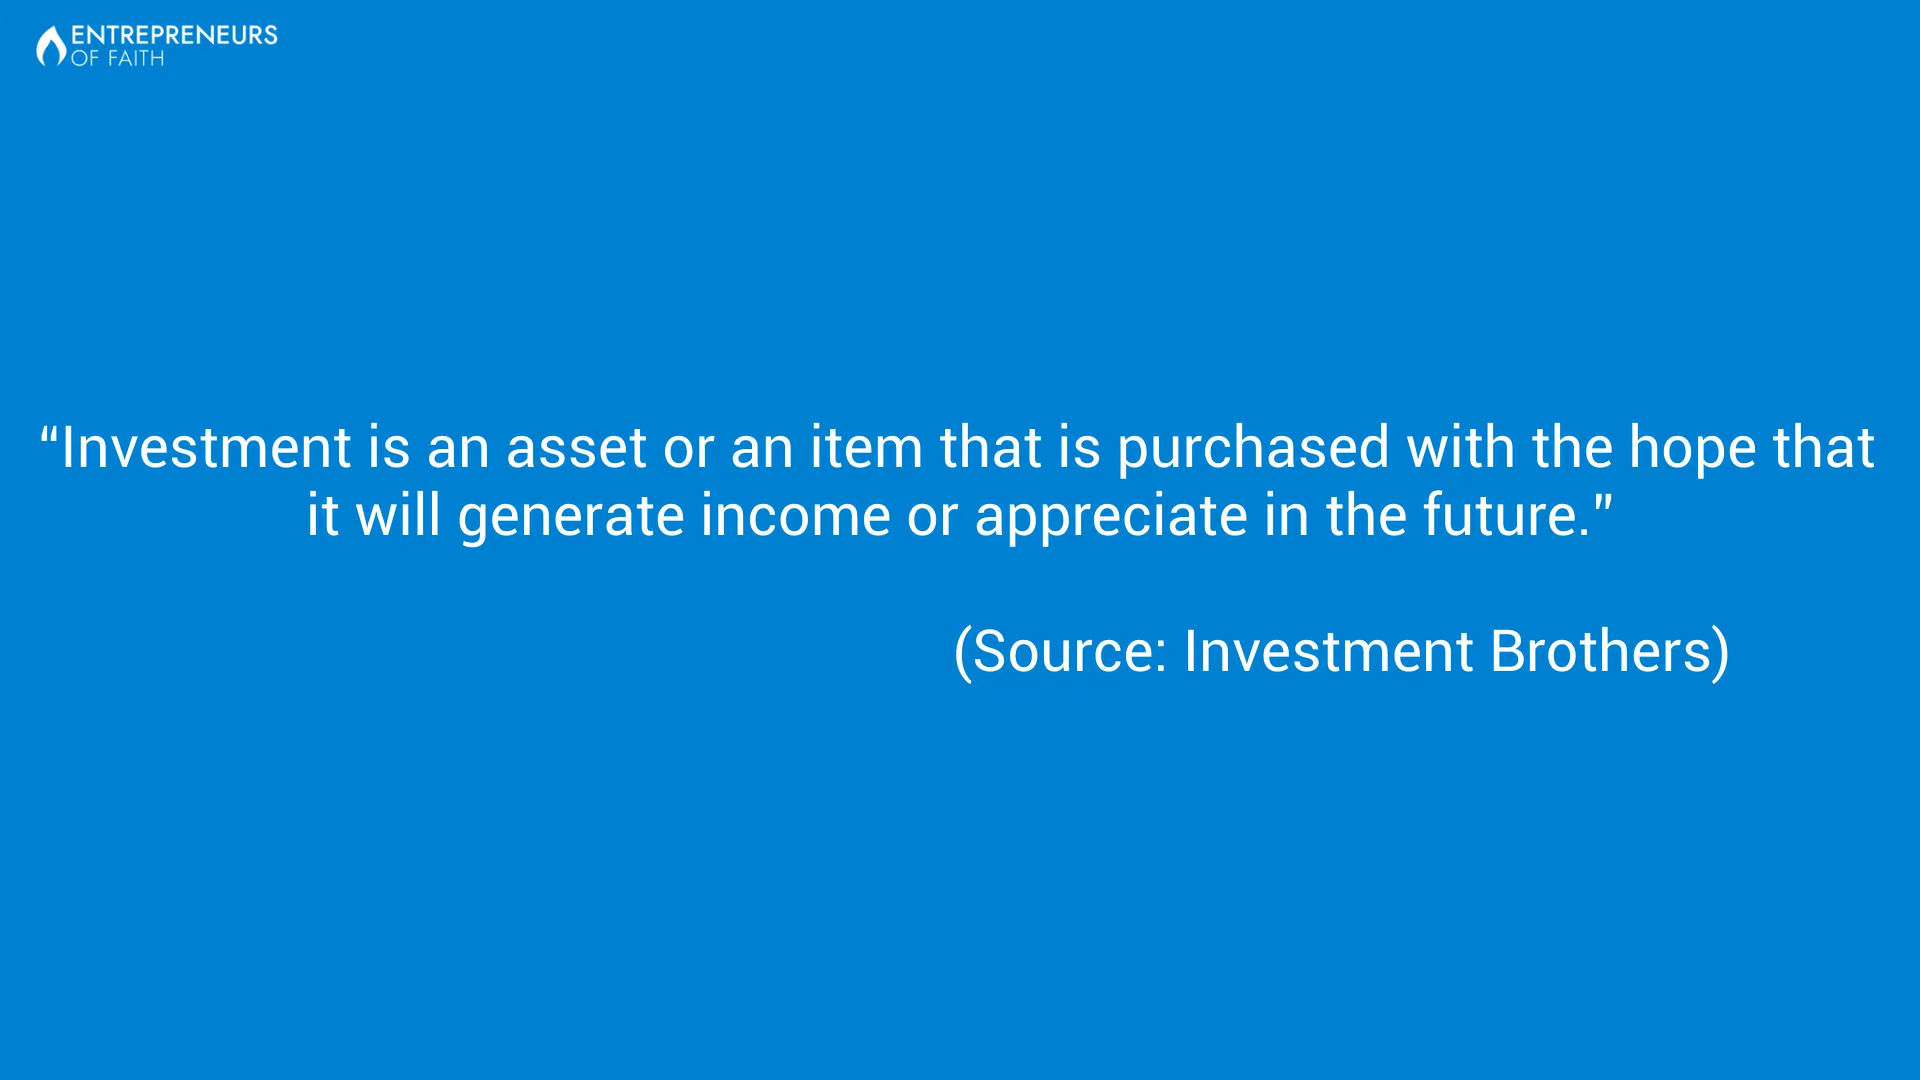 ENTREPRENEURS
OF FAITH
“Investment is an asset or an item that is purchased with the hope that
it will generate income or appreciate in the future.”
(Source: Investment Brothers)